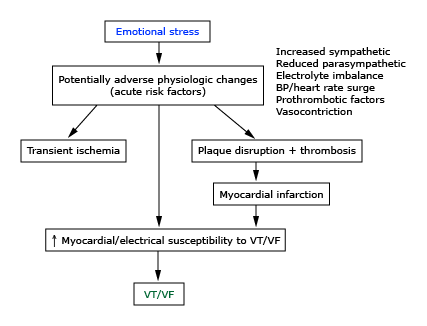 Emotional stress
Increased sympathetic
Reduced parasympathetic
Electrolyte imbalance
BP/heart rate surge
Prothrombotic factors
Vasocontriction
Potentially adverse physiologic changes
(acute risk factors)
Transient ischemia
Plaque disruption + thrombosis
Myocardial infarction
↑ Myocardial/electrical susceptibility to VT/VF
VT/VF